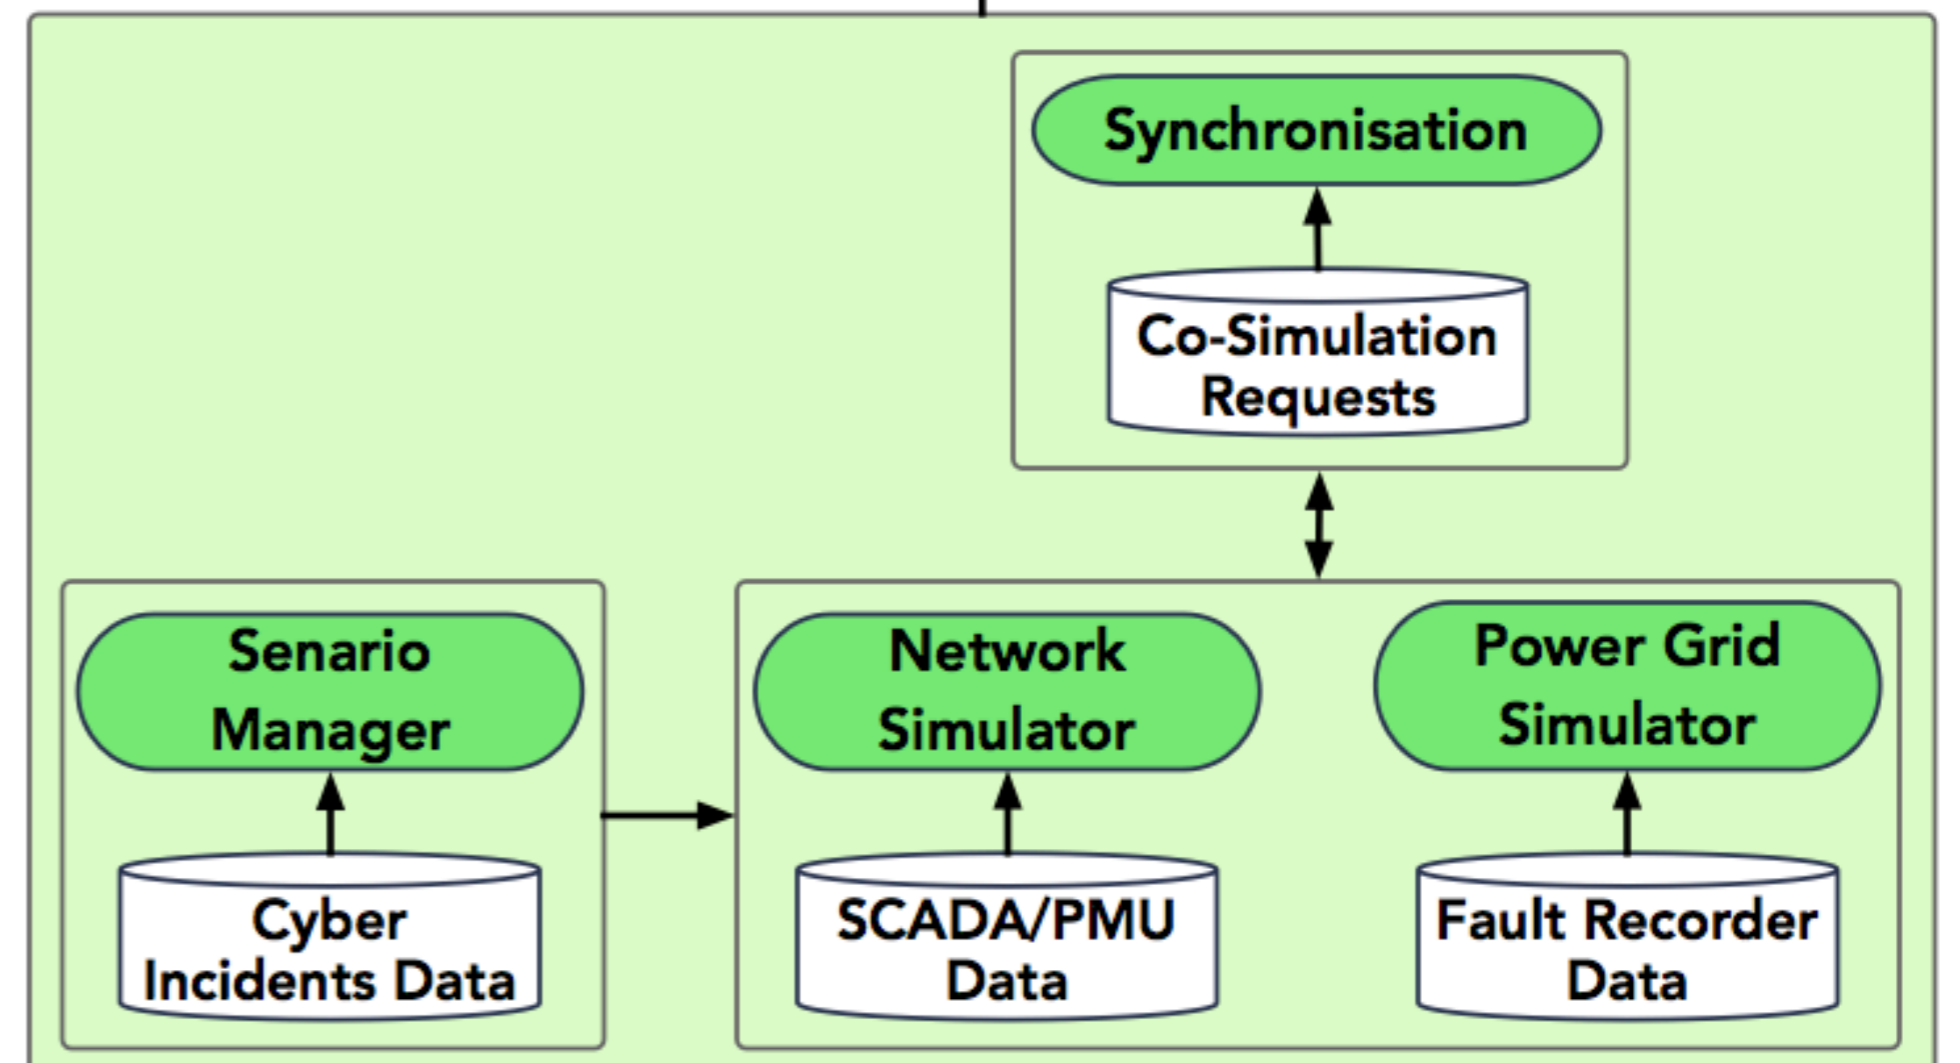 Synchronisation
Co-Simulation
Requests
Senario
Manager
Network
Simulator
Power Grid
Simulator
Cyber
Incidents Data
SCADA/PMU
Data
Fault Recorder
Data